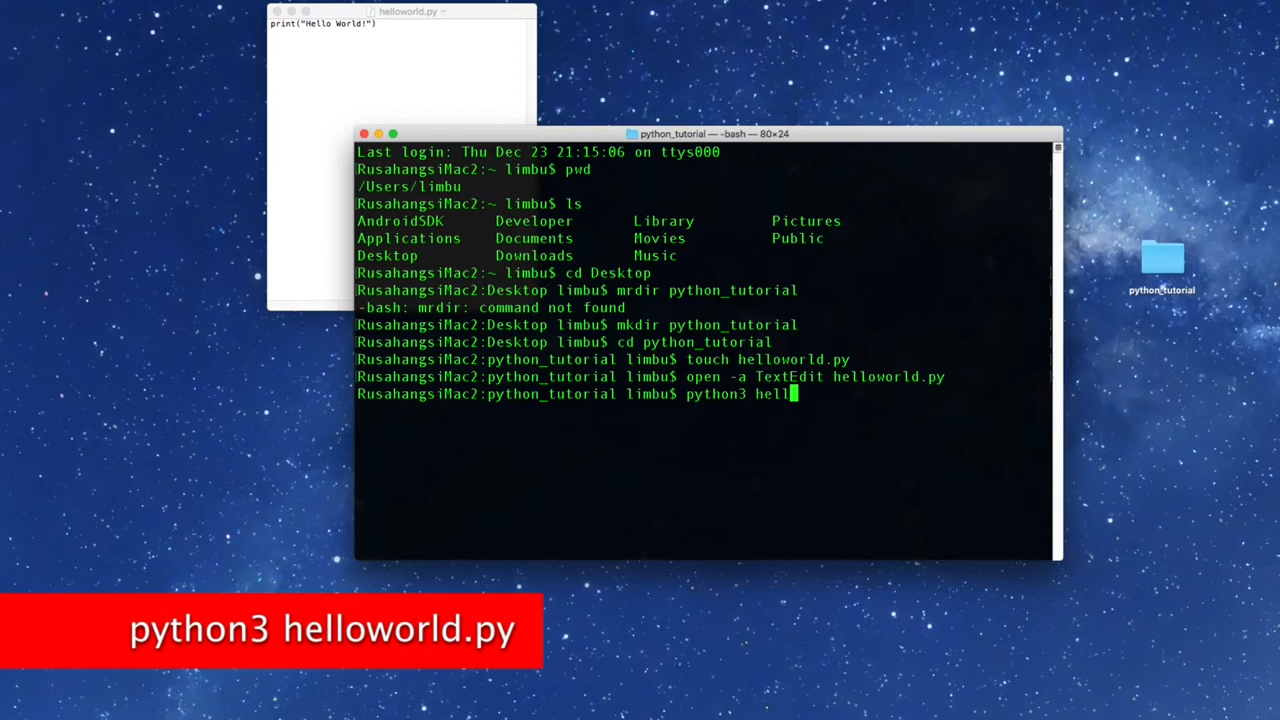 helloworld.py
print("Hello World!")
python_tutorial — -bash — 80×24
Last login: Thu Dec 23 21:15:06 on ttys000
RusahangsiMac2:~ limbu$ pwd
/Users/limbu
RusahangsiMac2:~ limbu$ ls
AndroidSDK Developer Library Pictures
Applications Documents Movies Public
Desktop Downloads Music
RusahangsiMac2:~ limbu$ cd Desktop
RusahangsiMac2:Desktop limbu$ mrdir python_tutorial
-bash: mrdir: command not found
RusahangsiMac2:Desktop limbu$ mkdir python_tutorial
RusahangsiMac2:Desktop limbu$ cd python_tutorial
RusahangsiMac2:python_tutorial limbu$ touch helloworld.py
RusahangsiMac2:python_tutorial limbu$ open -a TextEdit helloworld.py
RusahangsiMac2:python_tutorial limbu$ python3 hell
python_tutorial
python3 helloworld.py